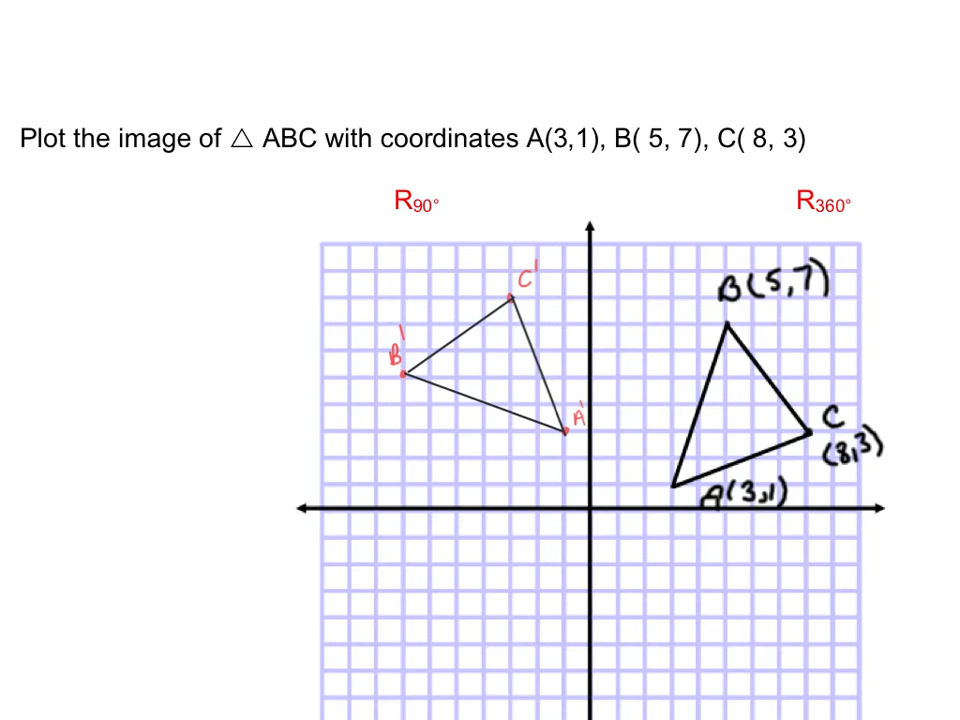 Plot the image of △ ABC with coordinates A(3,1), B( 5, 7), C( 8, 3)
R90° R360°
C'
B(5,7)
B'
A'
C
(8,3)
A(3,1)